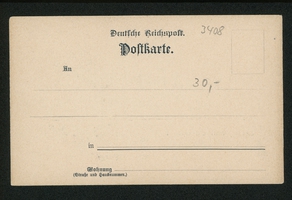 Deutsche Reichspost.
3408
Postkarte.
An
30,-
in
Wohnung
(Straße und Hausnummer.)